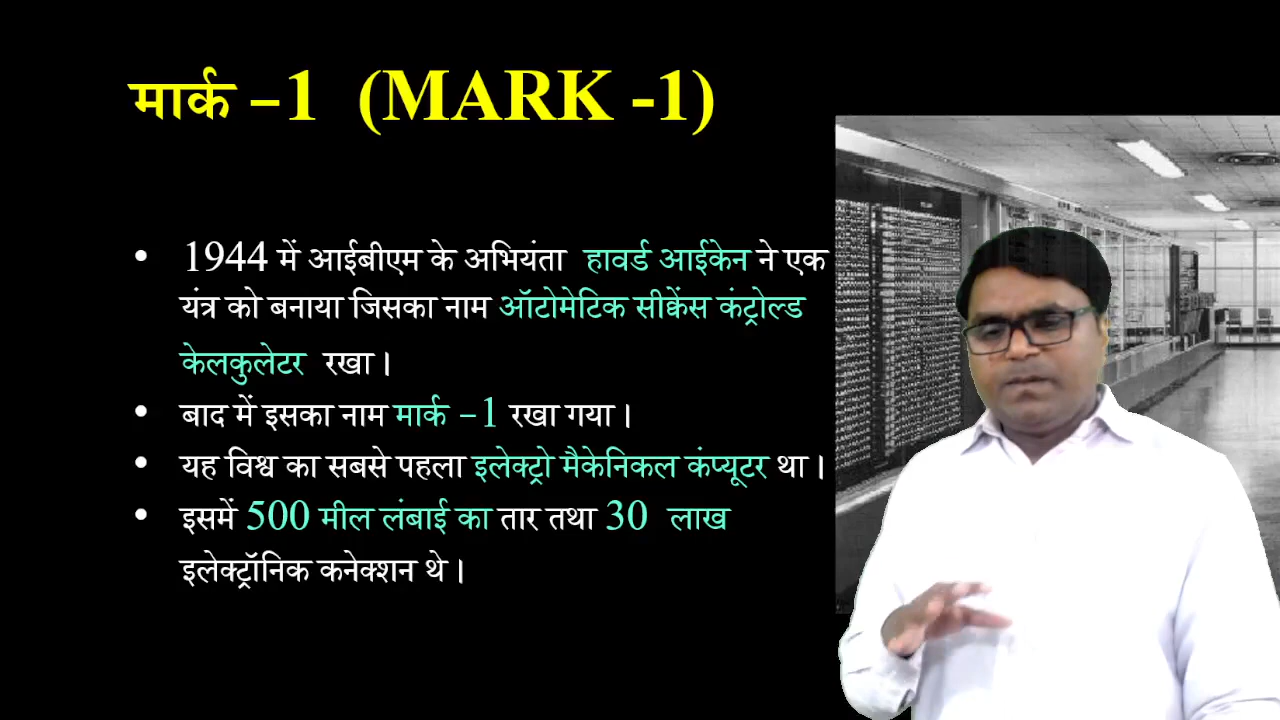 मार्क –1 (MARK -1)
• 1944 में आईबीएम के अभियंता हावर्ड आईकेन ने एक
यंत्र को बनाया जिसका नाम ऑटोमेटिक सीक्वेंस कंट्रोल्ड
केलकुलेटर रखा।
• बाद में इसका नाम मार्क –1 रखा गया।
• यह विश्व का सबसे पहला इलेक्ट्रो मैकेनिकल कंप्यूटर था।
• इसमें 500 मील लंबाई का तार तथा 30 लाख
इलेक्ट्रॉनिक कनेक्शन थे।